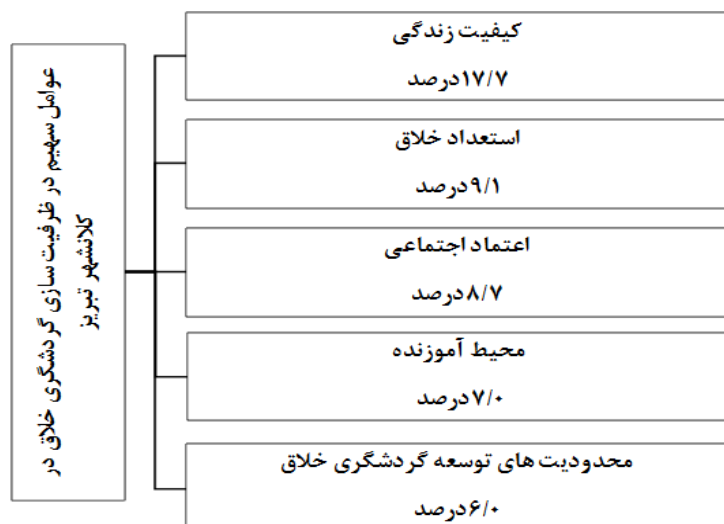 عوامل سهیم در ظرفیت سازی گردشگری خلاق در
کلانشهر تبریز
کیفیت زندگی
۱۷/۷درصد
استعداد خلاق
۹/۱درصد
اعتماد اجتماعی
۸/۷درصد
محیط آموزنده
۷/۰درصد
محدودیت های توسعه گردشگری خلاق
۶/۰درصد